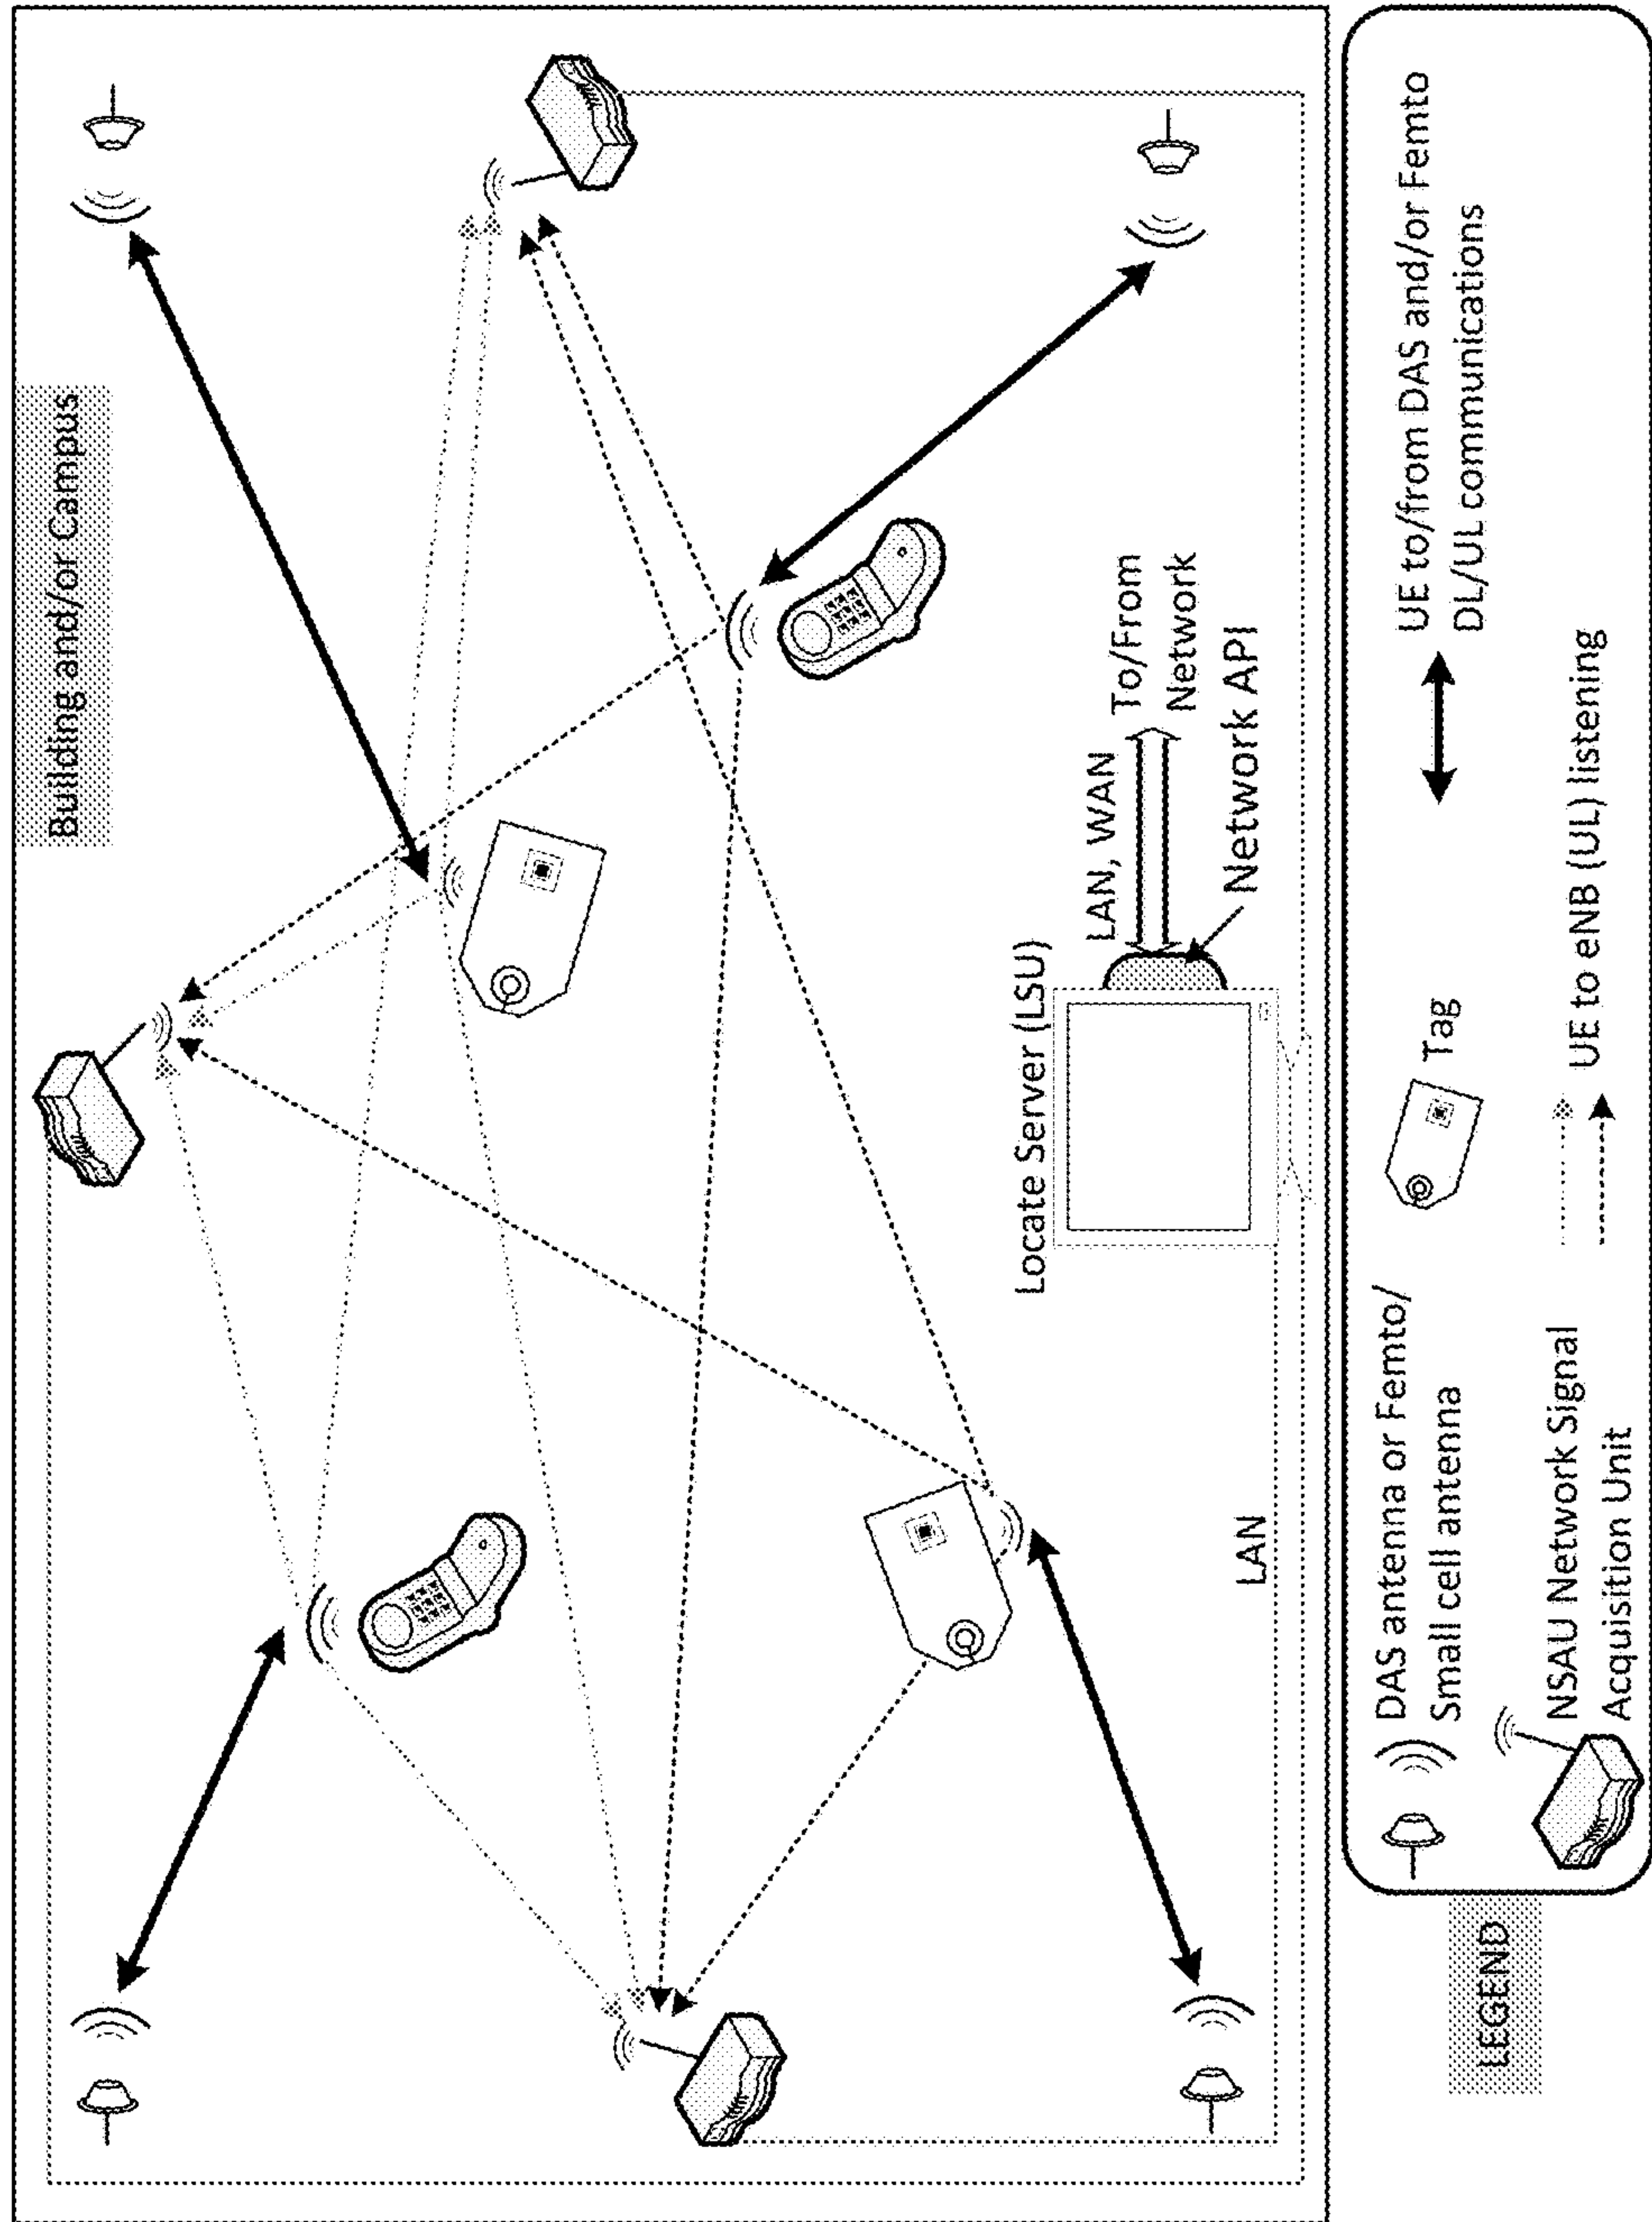 Building and/or Campus
Locate Server (LSU)
LAN, WAN
To/From
Network
Network API
LAN
LEGEND
DAS antenna or Femto/
Small cell antenna
Tag
UE to/from DAS and/or Femto
DL/UL communications
NSAU Network Signal
Acquisition Unit
UE to eNB (UL) listening